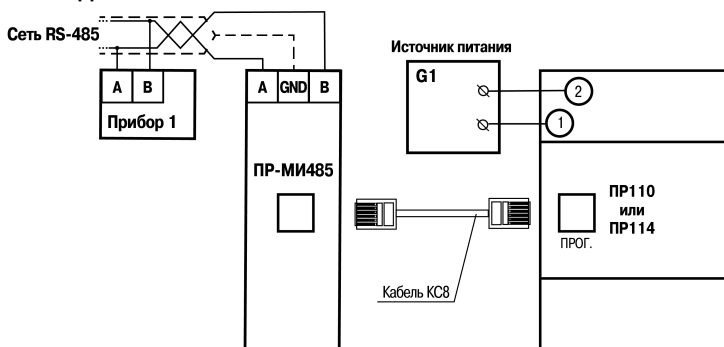 Сеть RS-485
A B
Прибор 1
A GND B
ПР-МИ485
Источник питания
G1
2
1
ПР110
или
ПР114
ПРОГ.
Кабель КС8